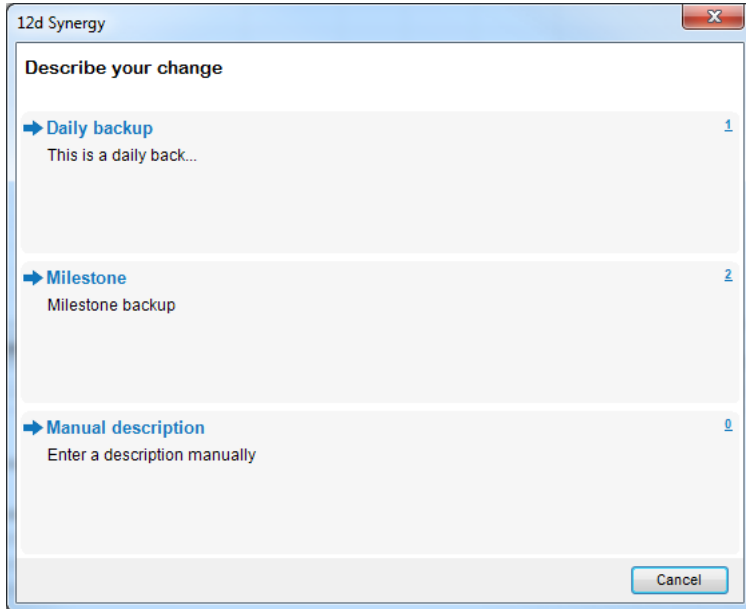 12d Synergy
Describe your change
Daily backup 1
This is a daily back...
Milestone 2
Milestone backup
Manual description 0
Enter a description manually
Cancel